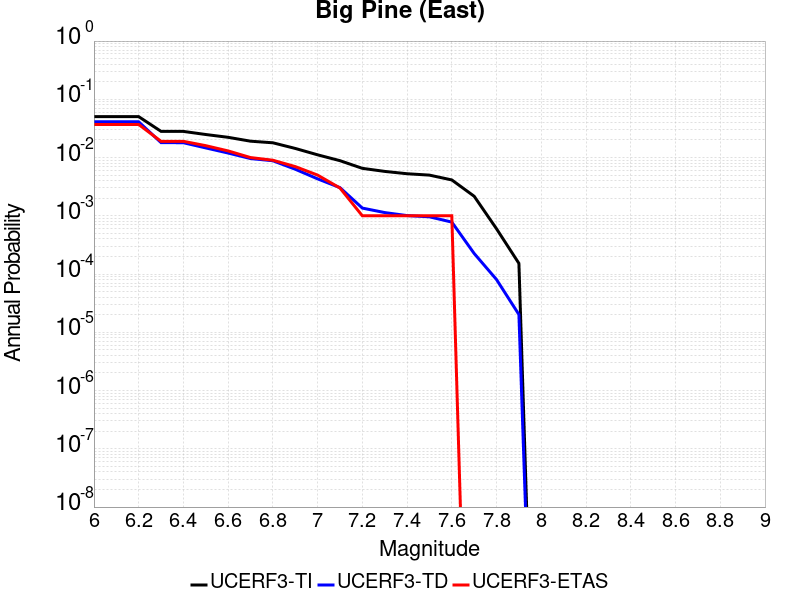 Big Pine (East)
10^0
10^-1
10^-2
10^-3
10^-4
10^-5
10^-6
10^-7
10^-8
Annual Probability
6 6.2 6.4 6.6 6.8 7 7.2 7.4 7.6 7.8 8 8.2 8.4 8.6 8.8 9
Magnitude
UCERF3-TI UCERF3-TD UCERF3-ETAS